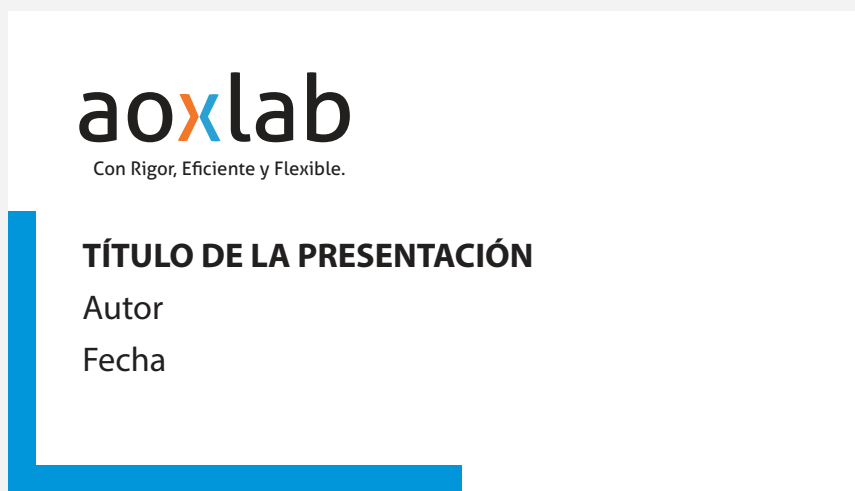 aoxlab
Con Rigor, Eficiente y Flexible.
TÍTULO DE LA PRESENTACIÓN
Autor
Fecha